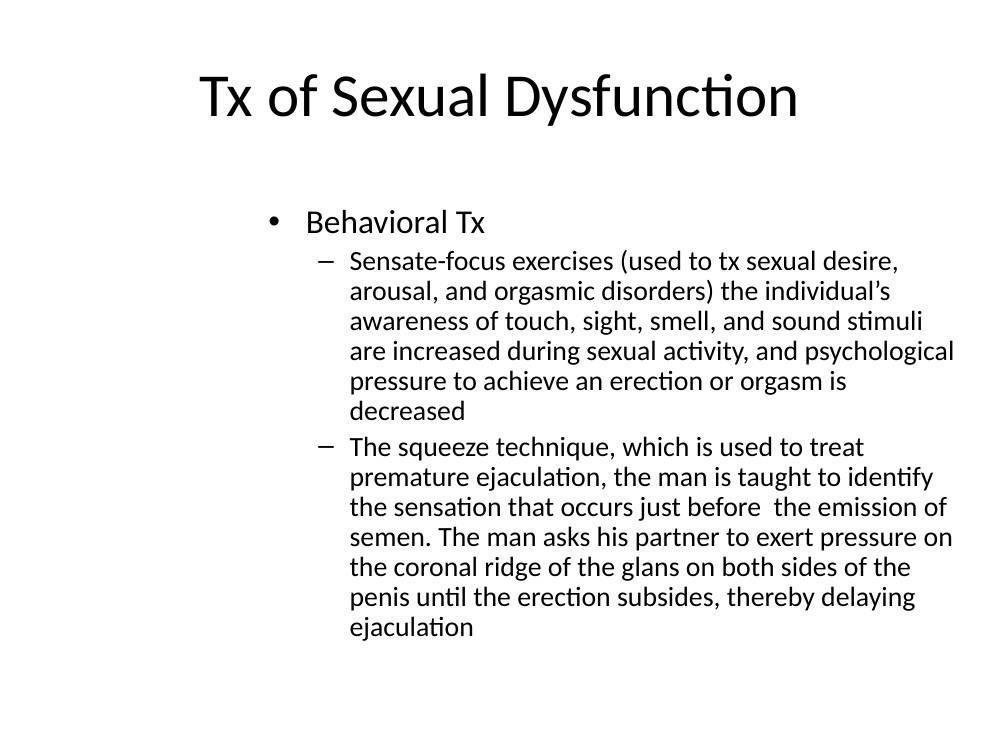 Tx of Sexual Dysfunction
• Behavioral Tx
– Sensate-focus exercises (used to tx sexual desire,
arousal, and orgasmic disorders) the individual’s
awareness of touch, sight, smell, and sound stimuli
are increased during sexual activity, and psychological
pressure to achieve an erection or orgasm is
decreased
– The squeeze technique, which is used to treat
premature ejaculation, the man is taught to identify
the sensation that occurs just before  the emission of
semen. The man asks his partner to exert pressure on
the coronal ridge of the glans on both sides of the
penis until the erection subsides, thereby delaying
ejaculation